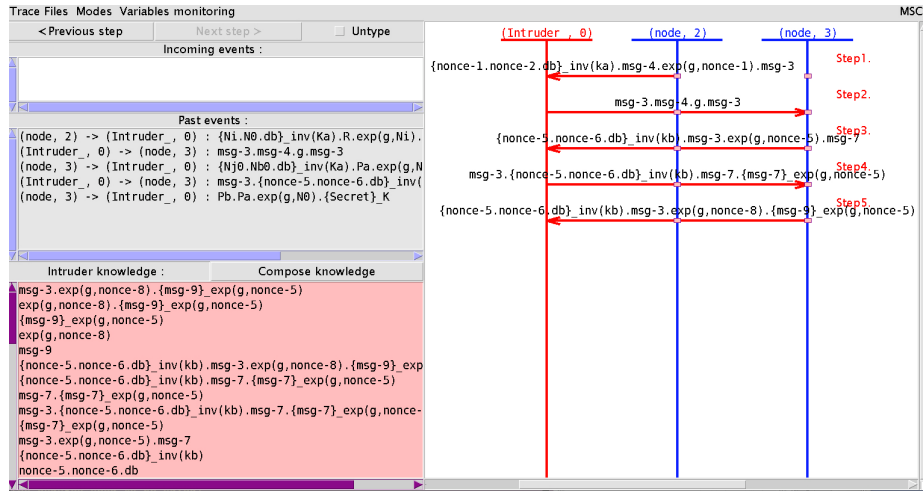 Trace Files Modes Variables monitoring MSC
<Previous step Next step > Untype
Incoming events :
Past events :
(node, 2) -> (Intruder_, 0) : {Ni.N0.db}_inv(Ka).R.exp(g,Ni).
(Intruder_, 0) -> (node, 3) : msg-3.msg-4.g.msg-3
(node, 3) -> (Intruder_, 0) : {Nj0.Nb0.db}_inv(Ka).Pa.exp(g,N
(Intruder_, 0) -> (node, 3) : msg-3.{nonce-5.nonce-6.db}_inv(
(node, 3) -> (Intruder_, 0) : Pb.Pa.exp(g,N0).{Secret}_K
Intruder knowledge : Compose knowledge
msg-3.exp(g,nonce-8).{msg-9}_exp(g,nonce-5)
exp(g,nonce-8).{msg-9}_exp(g,nonce-5)
{msg-9}_exp(g,nonce-5)
exp(g,nonce-8)
msg-9
{nonce-5.nonce-6.db}_inv(kb).msg-3.exp(g,nonce-8).{msg-9}_exp
{nonce-5.nonce-6.db}_inv(kb).msg-7.{msg-7}_exp(g,nonce-5)
msg-7.{msg-7}_exp(g,nonce-5)
msg-3.{nonce-5.nonce-6.db}_inv(kb).msg-7.{msg-7}_exp(g,nonce-
{msg-7}_exp(g,nonce-5)
msg-3.exp(g,nonce-5).msg-7
{nonce-5.nonce-6.db}_inv(kb)
nonce-5.nonce-6.db
(Intruder_, 0) (node, 2) (node, 3)
Step1.
{nonce-1.nonce-2.db}_inv(ka).msg-4.exp(g,nonce-1).msg-3
Step2.
msg-3.msg-4.g.msg-3
Step3.
{nonce-5.nonce-6.db}_inv(kb).msg-3.exp(g,nonce-5).msg-7
Step4.
msg-3.{nonce-5.nonce-6.db}_inv(kb).msg-7.{msg-7}_exp(g,nonce-5)
Step5.
{nonce-5.nonce-6.db}_inv(kb).msg-3.exp(g,nonce-8).{msg-9}_exp(g,nonce-5)